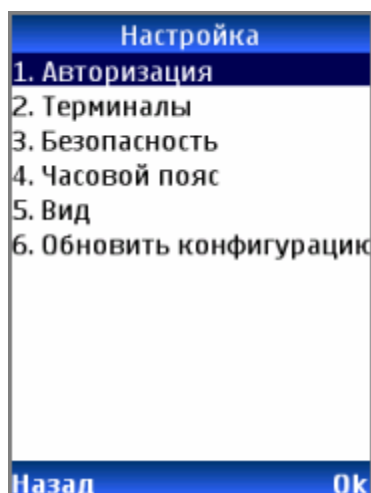 Настройка
1. Авторизация
2. Терминалы
3. Безопасность
4. Часовой пояс
5. Вид
6. Обновить конфигурацию
Назад Ok